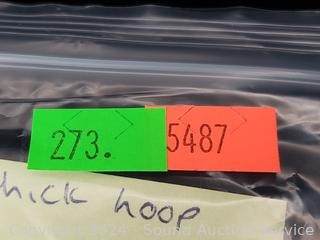 273.
5487
hick hoop
Copyright 2024 - Sound Auction Service